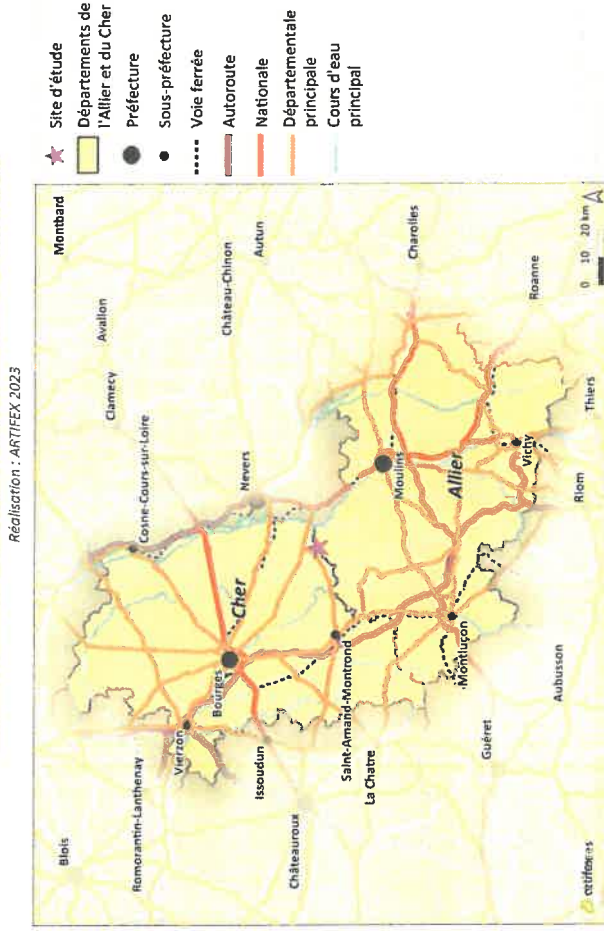 Réalisation : ARTIFEX 2023
Site d'étude
Départements de
l'Allier et du Cher
Préfecture
Sous-préfecture
Voie ferrée
Autoroute
Nationale
Départementale
principale
Cours d'eau
principal
Montbard
Avallon
Clamecy
Château-Chinon
Autun
Cosne-Cours-sur-Loire
Nevers
Charolles
Roanne
0 10 20 km
Blois
Romorantin-Lanthenay
Vierzon
Bourges
Cher
Issoudun
Châteauroux
Saint-Amand-Montrond
La Chatre
Moulins
Allier
Vichy
Thiers
Riom
Montluçon
Guéret
Aubusson